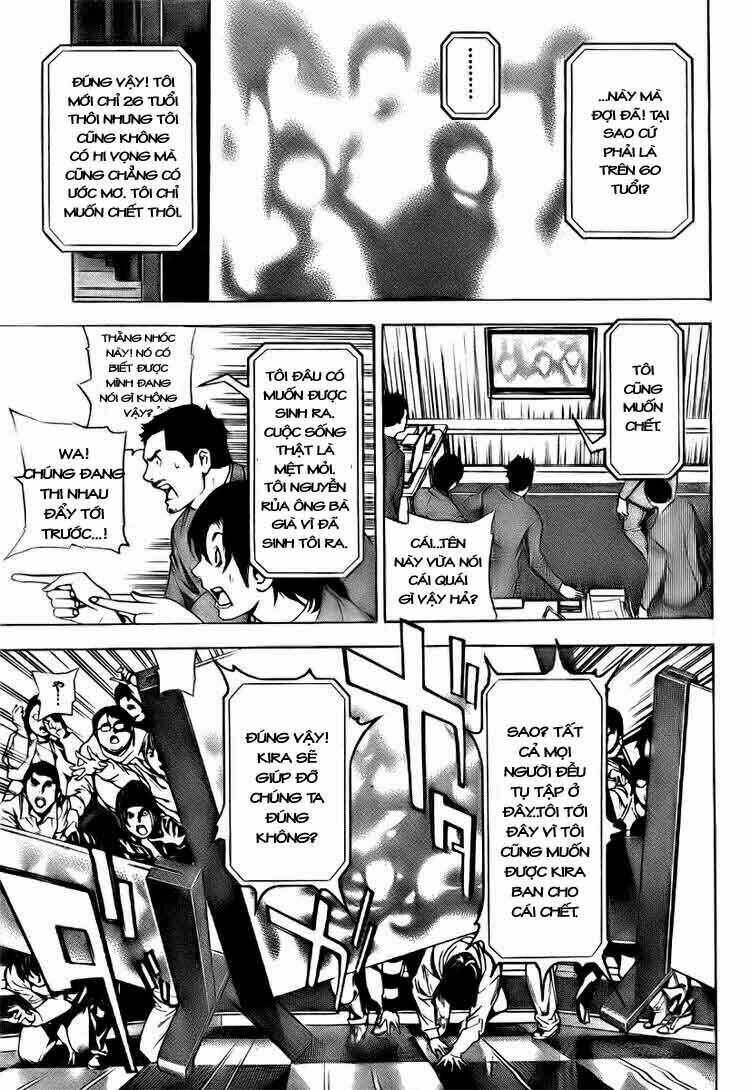 ...NÀY MÀ
ĐỢI ĐÃ! TẠI
SAO CỨ
PHẢI LÀ
TRÊN 60
TUỔI?
.........
ĐÚNG VẬY! TÔI
MỚI CHỈ 26 TUỔI
THÔI NHƯNG TÔI
CŨNG KHÔNG
CÓ HI VỌNG MÀ
CŨNG CHẲNG CÓ
ƯỚC MƠ. TÔI CHỈ
MUỐN CHẾT THÔI.
TÔI
CŨNG
MUỐN
CHẾT.
CÁI...TÊN
NÀY VỪA NÓI
CÁI QUÁI
GÌ VẬY HẢ?
TÔI ĐÂU CÓ
MUỐN ĐƯỢC
SINH RA.
CUỘC SỐNG
THẬT LÀ
MỆT MỎI.
TÔI NGUYỀN
RỦA ÔNG BÀ
GIÀ VÌ ĐÃ
SINH TÔI RA.
THẰNG NHÓC
NÀY! NÓ CÓ
BIẾT ĐƯỢC
MÌNH ĐANG
NÓI GÌ KHÔNG
VẬY?
WA!
CHÚNG ĐANG
THI NHAU
ĐẨY TỚI
TRƯỚC...!
SAO? TẤT
CẢ MỌI
NGƯỜI ĐỀU
TỤ TẬP Ở
ĐÂY...TÔI TỚI
ĐÂY VÌ TÔI
CŨNG MUỐN
ĐƯỢC KIRA
BAN CHO
CÁI CHẾT.
ĐÚNG VẬY!
KIRA SẼ
GIÚP ĐỠ
CHÚNG TA
ĐÚNG
KHÔNG?
...?